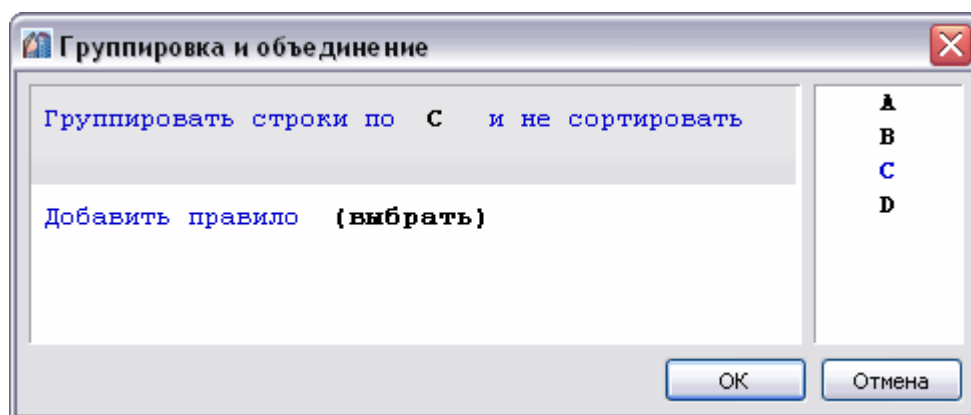 Группировка и объединение
Группировать строки по C и не сортировать
Добавить правило (выбрать)
A
B
C
D
OK
Отмена